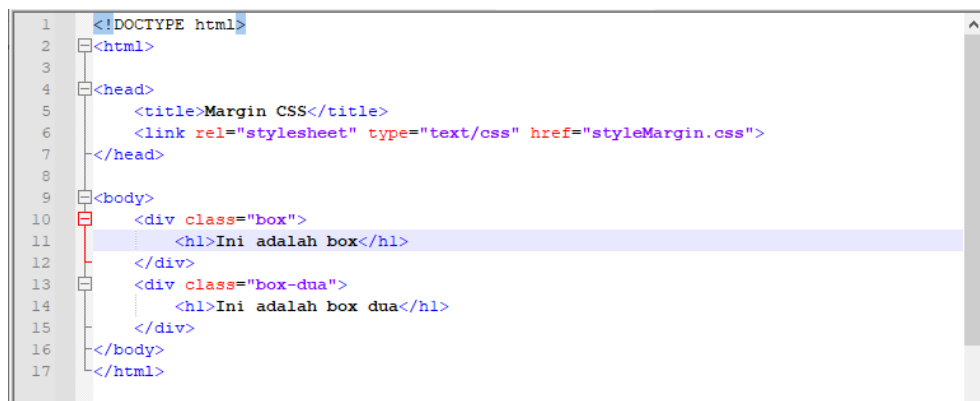 1 <!DOCTYPE html>
2 <html>
3
4 <head>
5 <title>Margin CSS</title>
6 <link rel="stylesheet" type="text/css" href="styleMargin.css">
7 </head>
8
9 <body>
10 <div class="box">
11 <h1>Ini adalah box</h1>
12 </div>
13 <div class="box-dua">
14 <h1>Ini adalah box dua</h1>
15 </div>
16 </body>
17 </html>